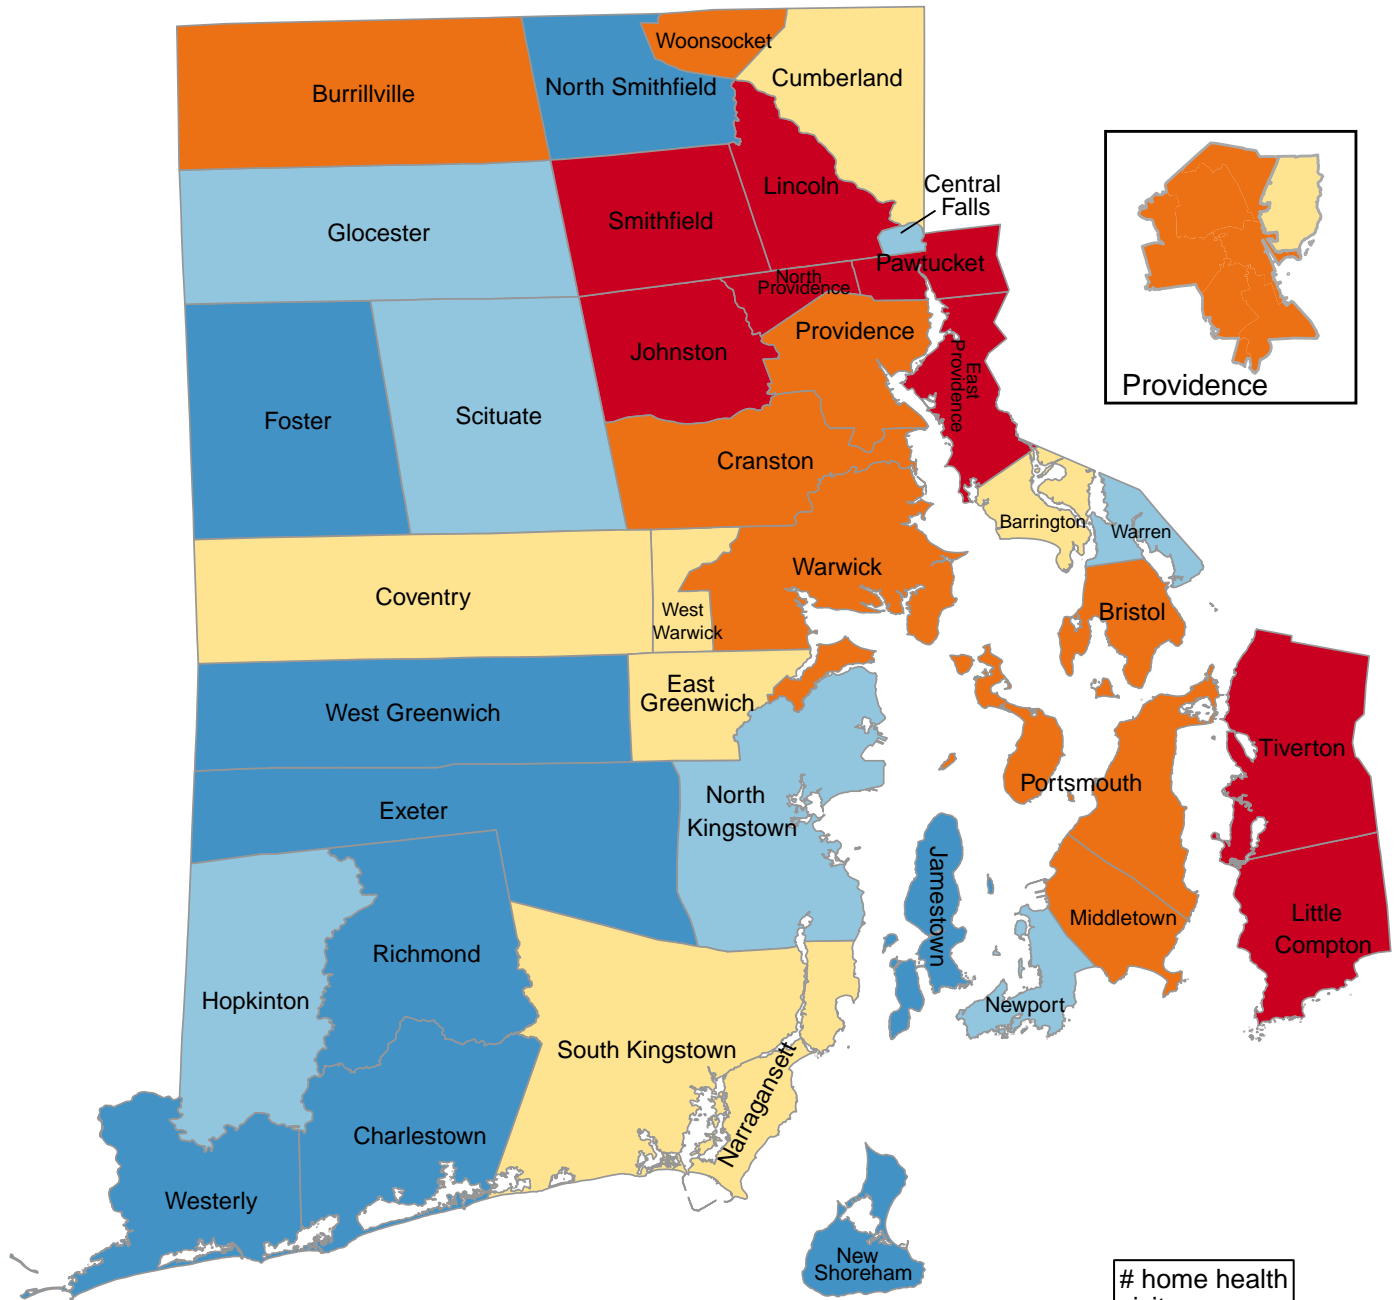 Woonsocket
Burrillville
North Smithfield
Cumberland
Lincoln
Central
Falls
Smithfield
Glocester
Pawtucket
North
Providence
Providence
Johnston
East
Providence
Providence
Foster
Scituate
Cranston
Barrington
Warren
Warwick
Coventry
West
Warwick
Bristol
East
Greenwich
West Greenwich
Tiverton
Portsmouth
North
Kingstown
Exeter
Jamestown
Middletown
Little
Compton
Richmond
Hopkinton
Newport
South Kingstown
Narragansett
Charlestown
Westerly
New
Shoreham
# home health